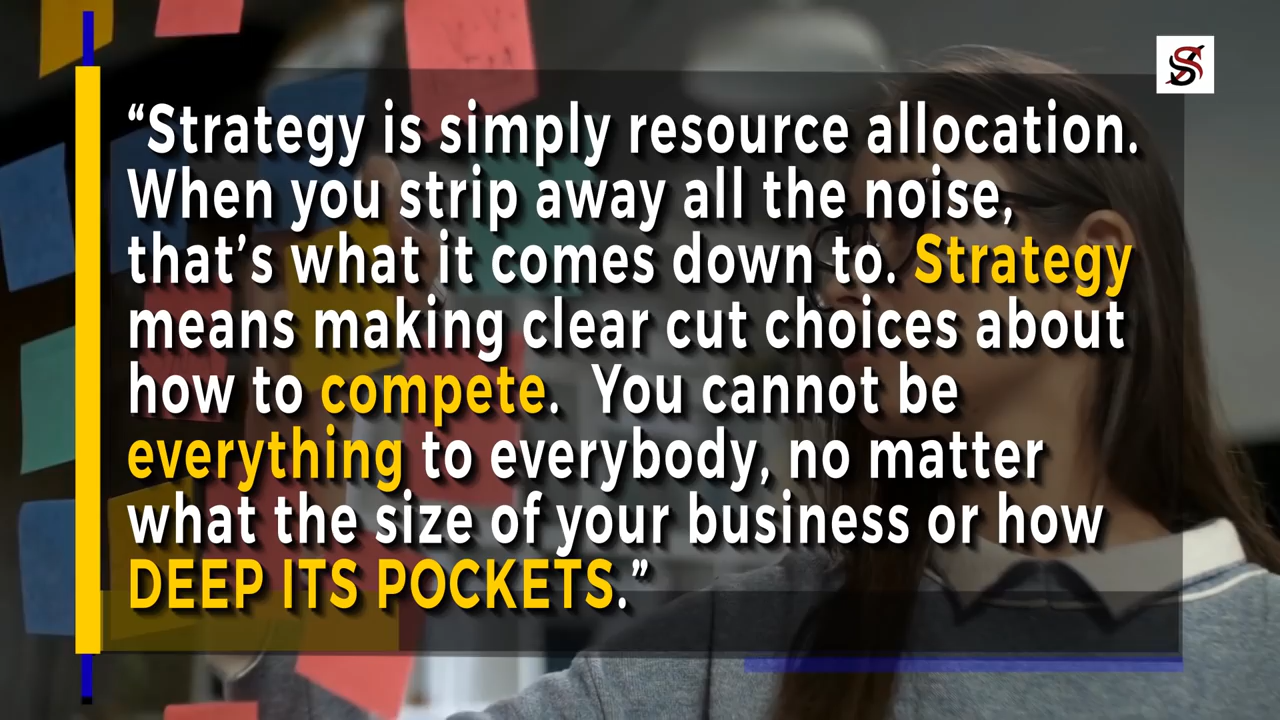 “Strategy is simply resource allocation.
When you strip away all the noise,
that’s what it comes down to. Strategy
means making clear cut choices about
how to compete.  You cannot be
everything to everybody, no matter
what the size of your business or how
DEEP ITS POCKETS.”